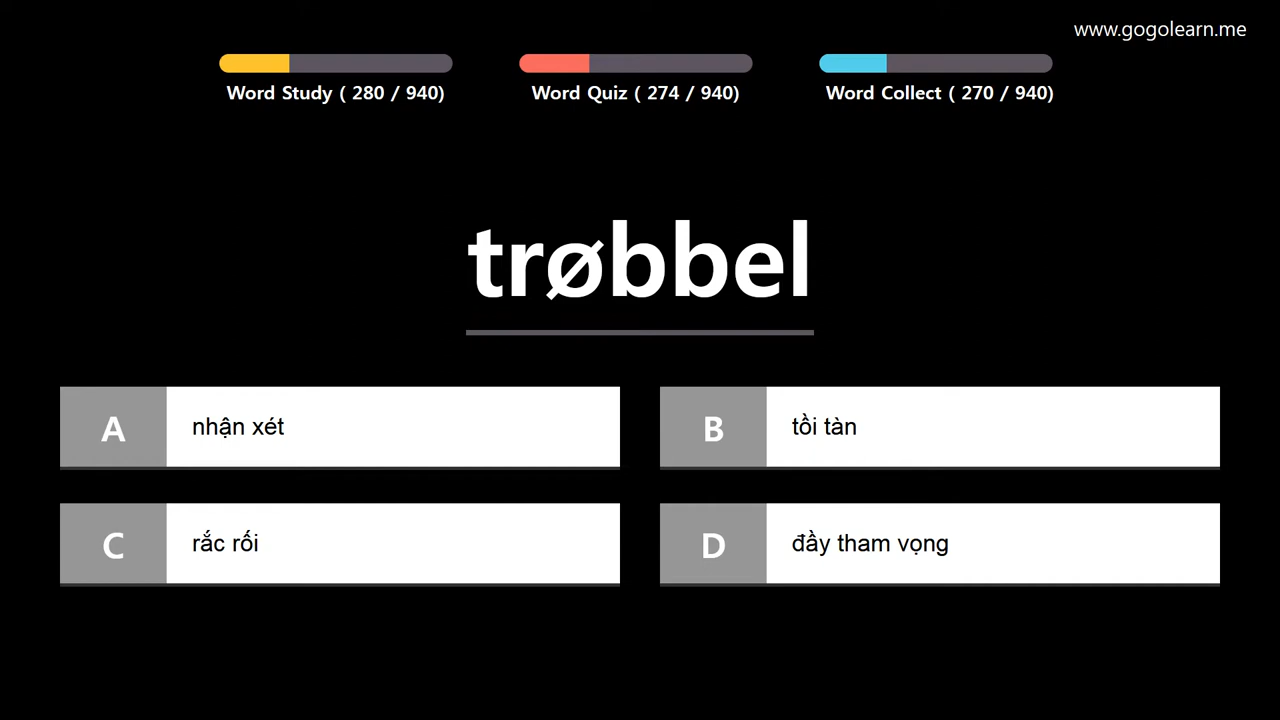 www.gogolearn.me
Word Study ( 280 / 940)
Word Quiz ( 274 / 940)
Word Collect ( 270 / 940)
trøbbel
A nhận xét
B tồi tàn
C rắc rối
D đầy tham vọng